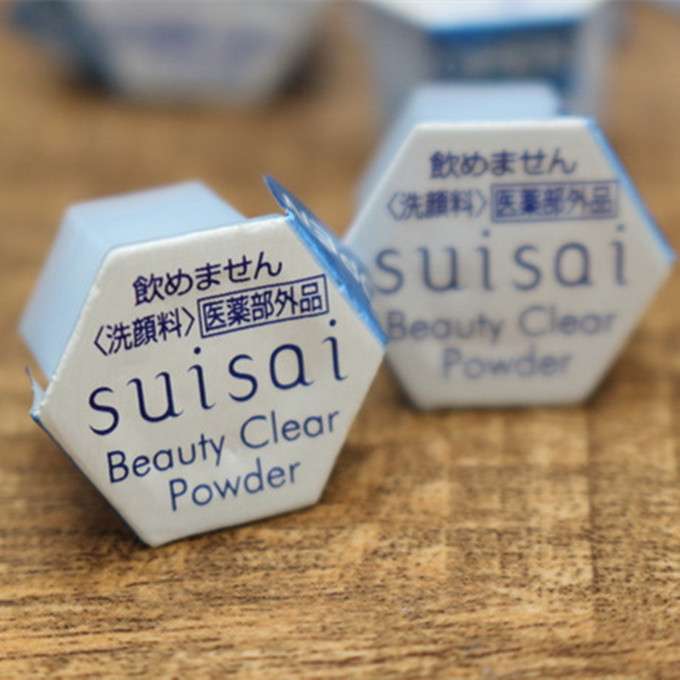 飲めません
〈洗顔料〉医薬部外品
suisai
Beauty Clear
Powder
飲めません
〈洗顔料〉医薬部外品
suisai
Beauty Clear
Powder